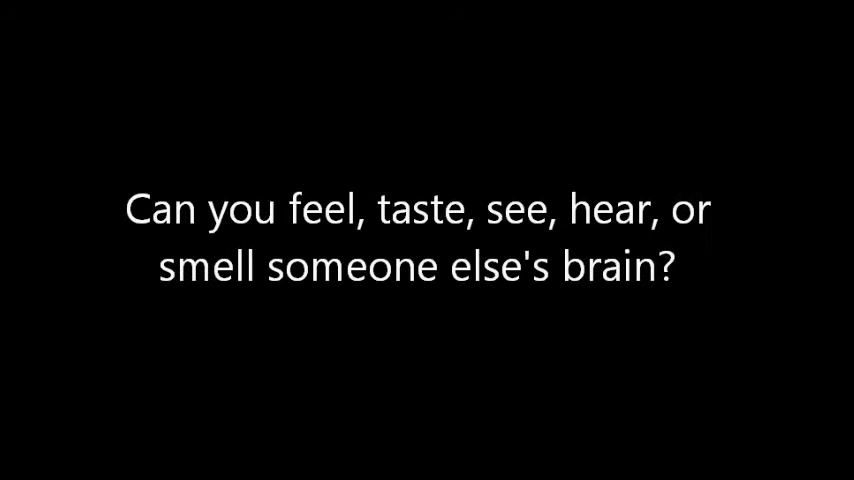 Can you feel, taste, see, hear, or
smell someone else's brain?